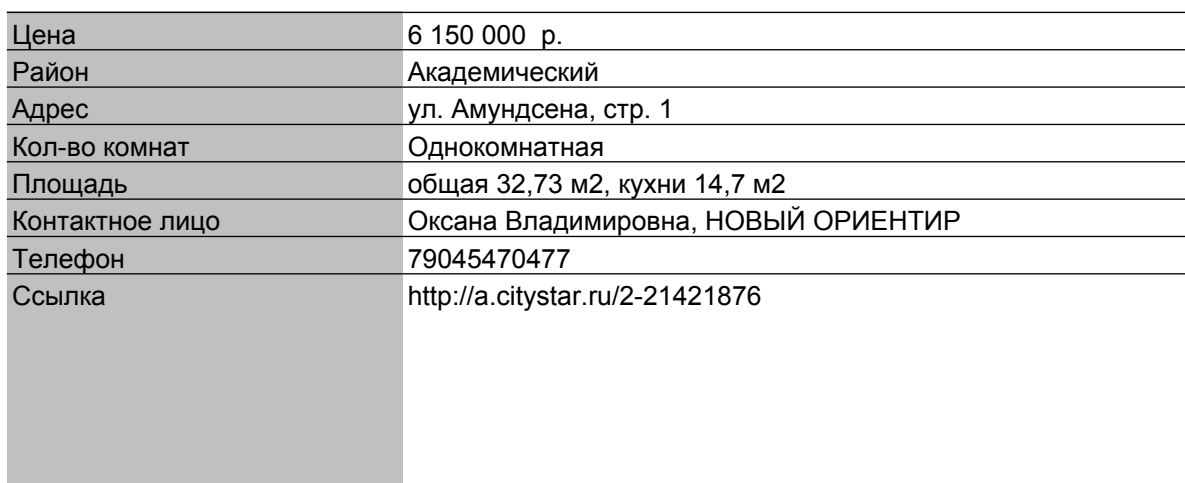 Цена 6 150 000 р.
Район Академический
Адрес ул. Амундсена, стр. 1
Кол-во комнат Однокомнатная
Площадь общая 32,73 м2, кухни 14,7 м2
Контактное лицо Оксана Владимировна, НОВЫЙ ОРИЕНТИР
Телефон 79045470477
Ссылка http://a.citystar.ru/2-21421876